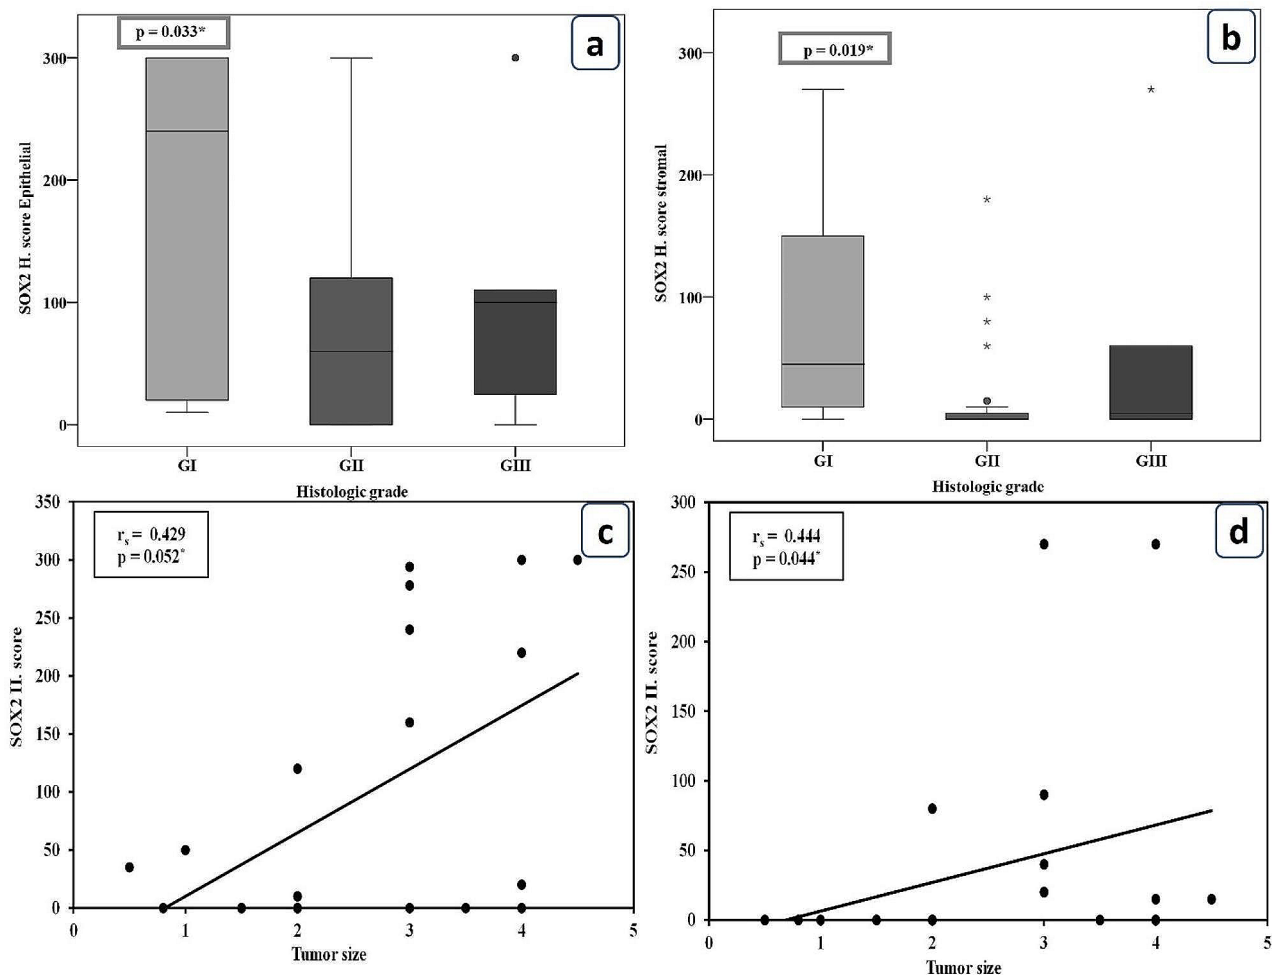 p = 0.033*
a
SOX2 H. score Epithelial
300
200
100
0
GI
GII
GIII
Histologic grade
p = 0.019*
b
SOX2 H. score stromal
300
200
100
0
GI
GII
GIII
Histologic grade
rs = 0.429
p = 0.052*
c
SOX2 H. score
350
300
250
200
150
100
50
0
0
1
2
3
4
5
Tumor size
rs = 0.444
p = 0.044*
d
SOX2 H. score
300
250
200
150
100
50
0
0
1
2
3
4
5
Tumor size